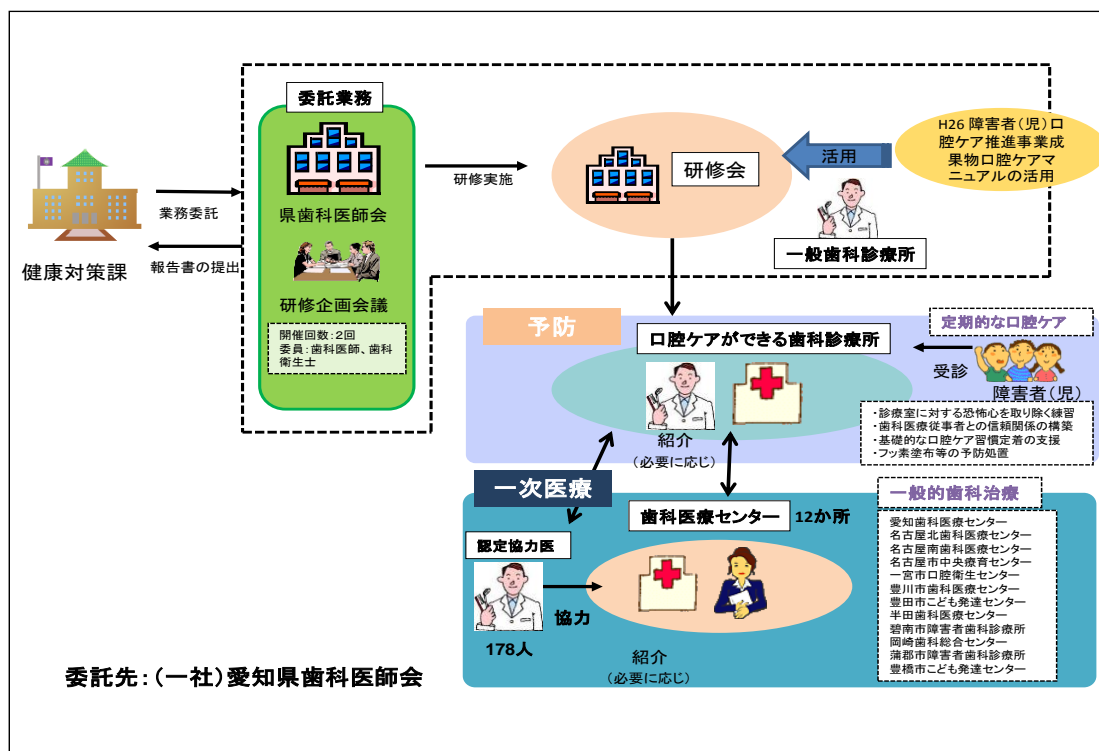 委託業務
県歯科医師会
研修企画会議
開催回数：２回
委員：歯科医師、歯科
衛生士
健康対策課
業務委託
報告書の提出
研修実施
研修会
活用
H26 障害者（児）口
腔ケア推進事業成
果物口腔ケアマ
ニュアルの活用
一般歯科診療所
予防
口腔ケアができる歯科診療所
定期的な口腔ケア
受診
障害者（児）
・診療室に対する恐怖心を取り除く練習
・歯科医療従事者との信頼関係の構築
・基礎的な口腔ケア習慣定着の支援
・フッ素塗布等の予防処置
紹介
（必要に応じ）
一次医療
歯科医療センター
12か所
認定協力医
協力
178人
紹介
（必要に応じ）
一般的歯科治療
愛知歯科医療センター
名古屋北歯科医療センター
名古屋南歯科医療センター
名古屋市中央療育センター
一宮市口腔衛生センター
豊川市歯科医療センター
豊田市こども発達センター
半田歯科医療センター
碧南市障害者歯科診療所
岡崎歯科総合センター
蒲郡市障害者歯科診療所
豊橋市こども発達センター
委託先：（一社）愛知県歯科医師会